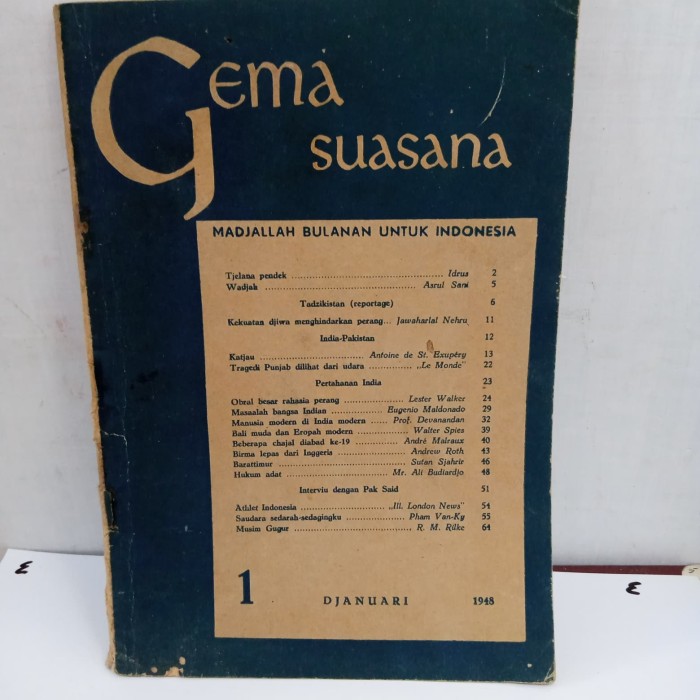 Gema
suasana
MADJALLAH BULANAN UNTUK INDONESIA
Tjelana pendek ........ Idrus 2
Wadjah ........ Asrul Sani 5
Tadzikistan (reportage) 6
Kekuatan djiwa menghindarkan perang... Jawaharlal Nehru 11
India-Pakistan 12
Katjau ........ Antoine de St. Exupéry 13
Tragedi Punjab dilihat dari udara ........ „Le Monde" 22
Pertahanan India 23
Obral besar rahasia perang ........ Lester Walker 24
Masaalah bangsa Indian ........ Eugenio Maldonado 29
Manusia modern di India modern ...... Prof. Devanandan 32
Bali muda dan Eropah modern ........ Walter Spies 39
Beberapa chajal diabad ke-19 ........ André Malraux 40
Birma lepas dari Inggeris ........ Andrew Roth 43
Barattimur ........ Sutan Sjahrir 46
Hukum adat ........ Mr. Ali Budiardjo 48
Interviu dengan Pak Said 51
Athlet Indonesia ........ „Ill. London News" 54
Saudara sedarah-sedagingku ........ Pham Van-Ky 55
Musim Gugur ........ R. M. Rilke 64
1 DJANUARI 1948